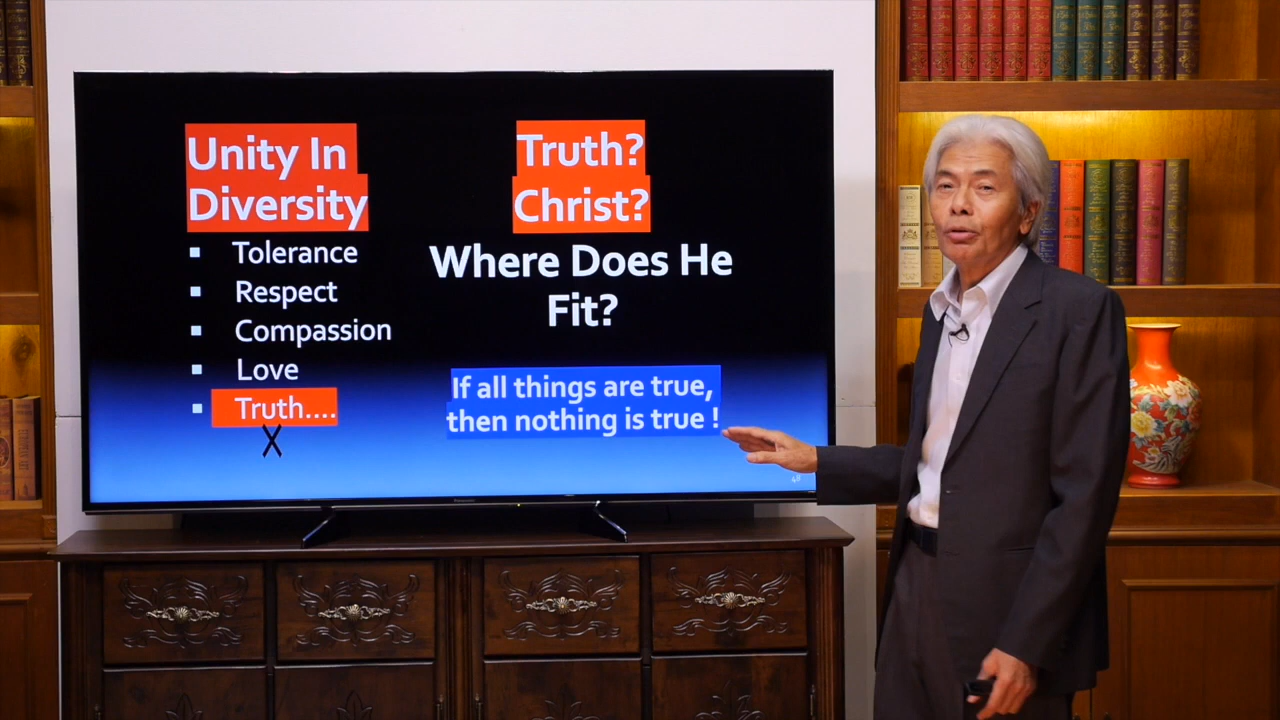 Unity In
Diversity
Tolerance
Respect
Compassion
Love
Truth....
X
Truth?
Christ?
Where Does He
Fit?
If all things are true,
then nothing is true !